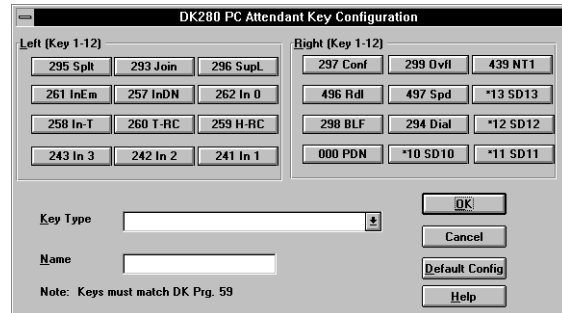 DK280 PC Attendant Key Configuration
Left (Key 1-12)
295 Splt 293 Join 296 SupL
261 InEm 257 InDN 262 In 0
258 In-T 260 T-RC 259 H-RC
243 In 3 242 In 2 241 In 1
Right (Key 1-12)
297 Conf 299 Ovfl 439 NT1
496 Rdl 497 Spd *13 SD13
298 BLF 294 Dial *12 SD12
000 PDN *10 SD10 *11 SD11
Key Type
Name
Note: Keys must match DK Prg. 59
OK
Cancel
Default Config
Help